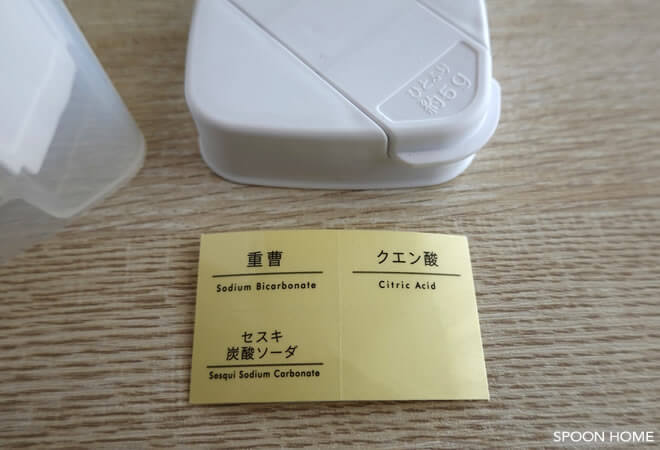 ひとふり
約5g
重曹
Sodium Bicarbonate
クエン酸
Citric Acid
セスキ
炭酸ソーダ
Sesqui Sodium Carbonate
SPOON HOME